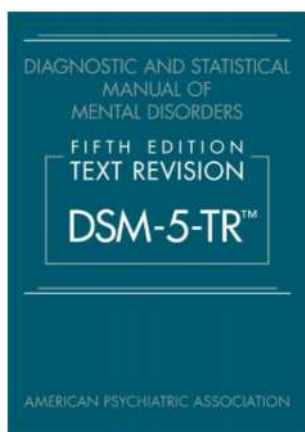 DIAGNOSTIC AND STATISTICAL
MANUAL OF
MENTAL DISORDERS
FIFTH EDITION
TEXT REVISION
DSM-5-TR™
AMERICAN PSYCHIATRIC ASSOCIATION